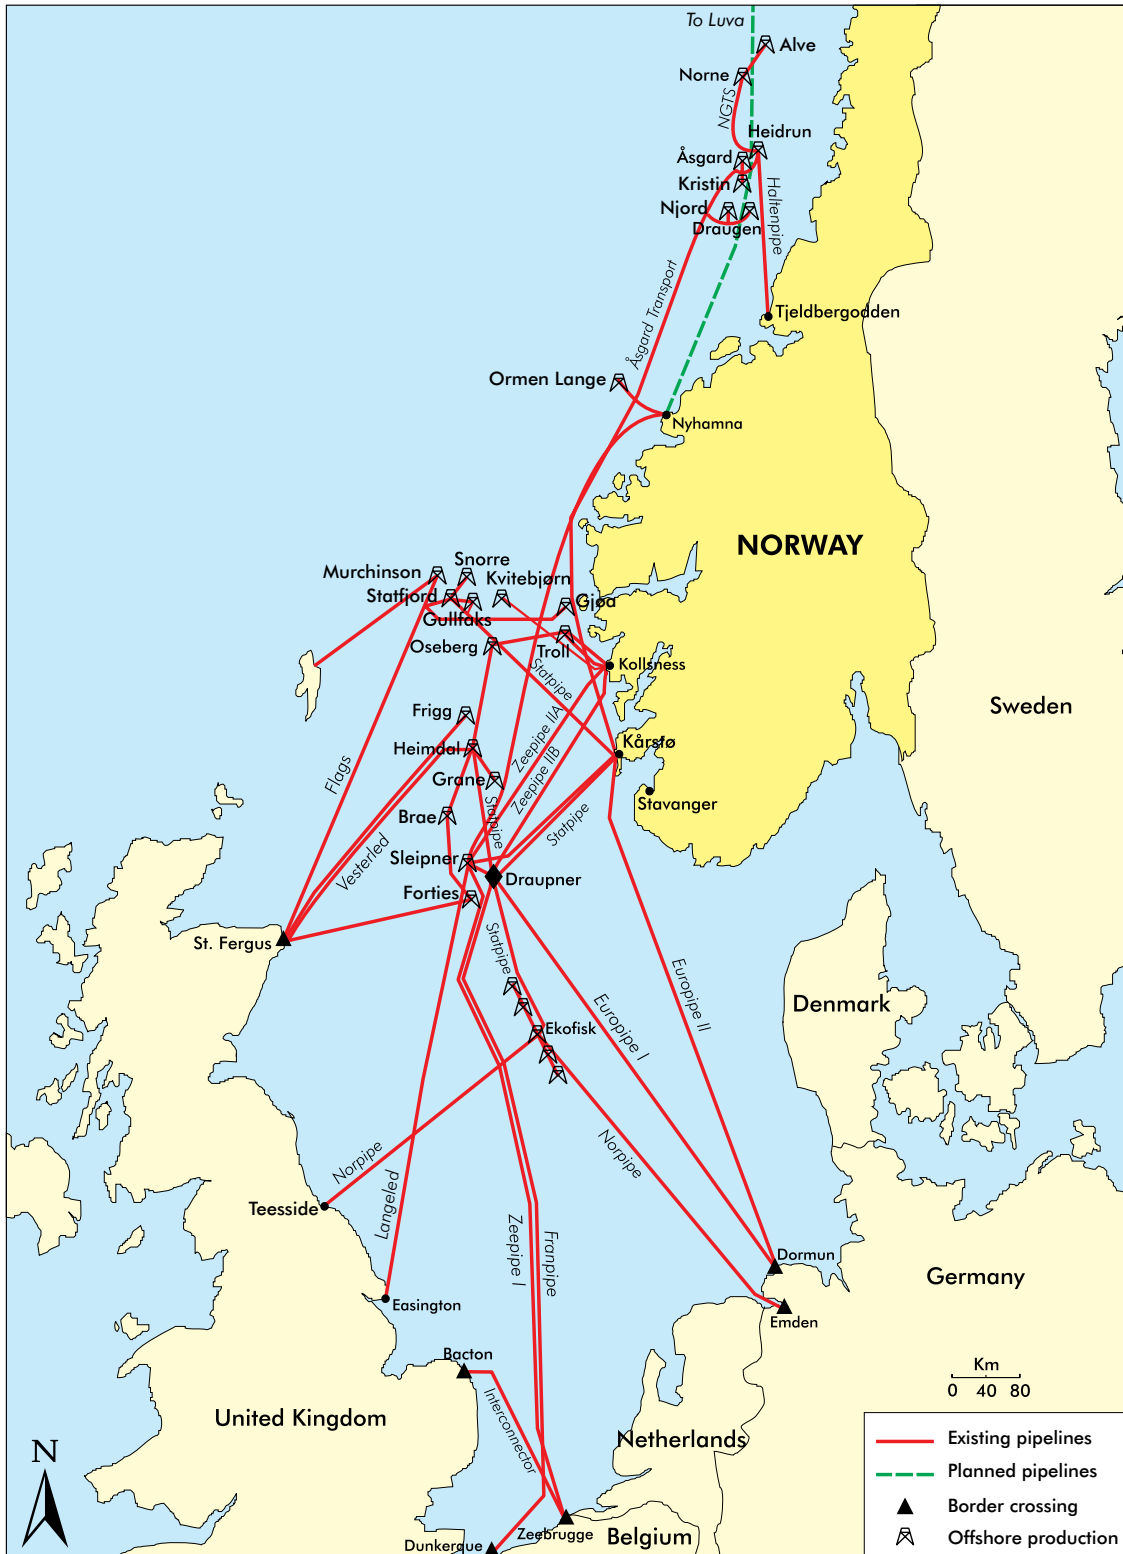 To Luva
Alve
Norne
NGTS
Heidrun
Åsgard
Kristin
Haltenpipe
Njord
Draugen
Åsgard Transport
Tjeldbergodden
Ormen Lange
Nyhamna
NORWAY
Snorre
Murchinson
Kvitebjørn
Statfjord
Gjøa
Gullfaks
Oseberg
Troll
Kollsness
Statpipe
Sweden
Frigg
Zeepipe IIA
Heimdal
Kårsfø
Flags
Grane
Zeepipe IIB
Statpipe
Stavanger
Brae
Statpipe
Vesterled
Sleipner
Draupner
Forties
St. Fergus
Statpipe
Europipe II
Denmark
Europipe I
Ekofisk
Norpipe
Norpipe
Langeled
Teesside
Zeepipe I
Franpipe
Dormun
Germany
Easington
Emden
Bacton
Km
0 40 80
Interconnector
United Kingdom
Netherlands
N
Existing pipelines
Planned pipelines
Border crossing
Zeebrugge
Belgium
Offshore production
Dunkerque